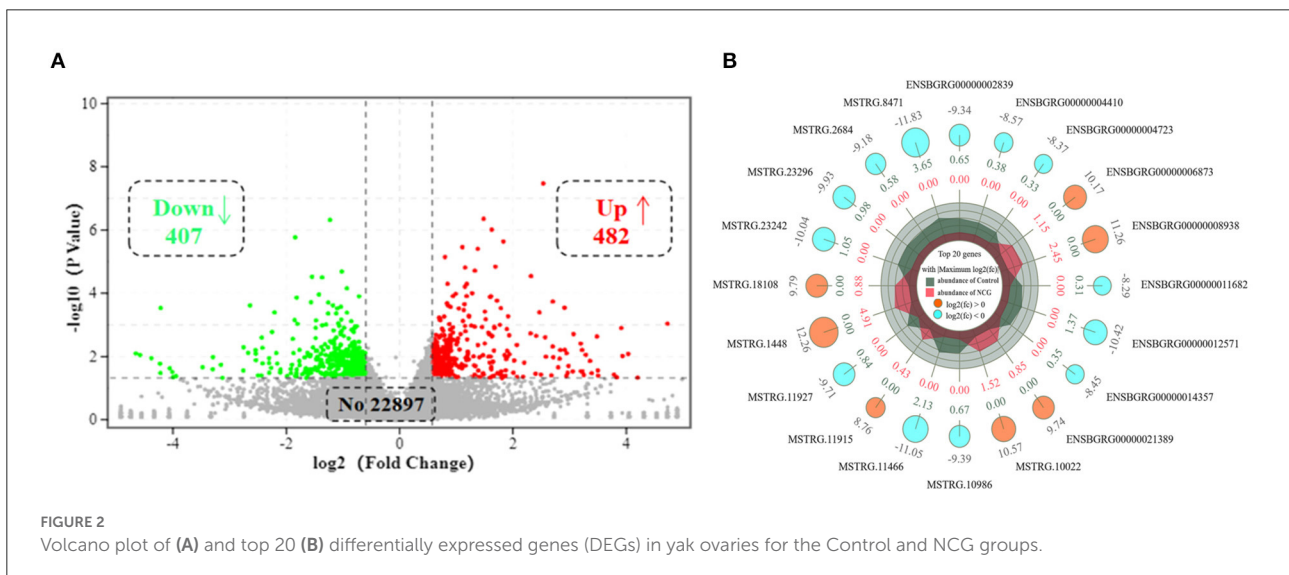 A
B
10
8
6
4
2
0
-log10 (P Value)
Down ↓
407
Up ↑
482
No 22897
-4
-2
0
2
4
log2 (Fold Change)
ENSBGRG00000002839
-9.34
0.65
0.00
ENSBGRG00000004410
-8.57
0.38
0.00
ENSBGRG00000004723
-8.37
0.33
0.00
ENSBGRG00000006873
10.17
0.00
1.15
ENSBGRG00000008938
11.26
0.00
2.45
ENSBGRG00000011682
-8.29
0.31
0.00
ENSBGRG00000012571
-10.42
1.37
0.00
ENSBGRG00000014357
-8.45
0.35
0.00
ENSBGRG00000021389
9.74
0.00
0.85
MSTRG.10022
10.57
0.00
1.52
MSTRG.10986
-9.39
0.67
0.00
MSTRG.11466
-11.05
2.13
0.00
MSTRG.11915
8.76
0.00
0.43
MSTRG.11927
-9.71
0.84
0.00
MSTRG.1448
12.26
0.00
4.91
MSTRG.18108
9.79
0.00
0.88
MSTRG.23242
-10.04
1.05
0.00
MSTRG.23296
-9.93
0.98
0.00
MSTRG.2684
-9.18
0.58
0.00
MSTRG.8471
-11.83
3.65
0.00
Top 20 genes
with |Maximum log2(fc)|
abundance of Control
abundance of NCG
log2(fc) > 0
log2(fc) < 0
FIGURE 2
Volcano plot of (A) and top 20 (B) differentially expressed genes (DEGs) in yak ovaries for the Control and NCG groups.